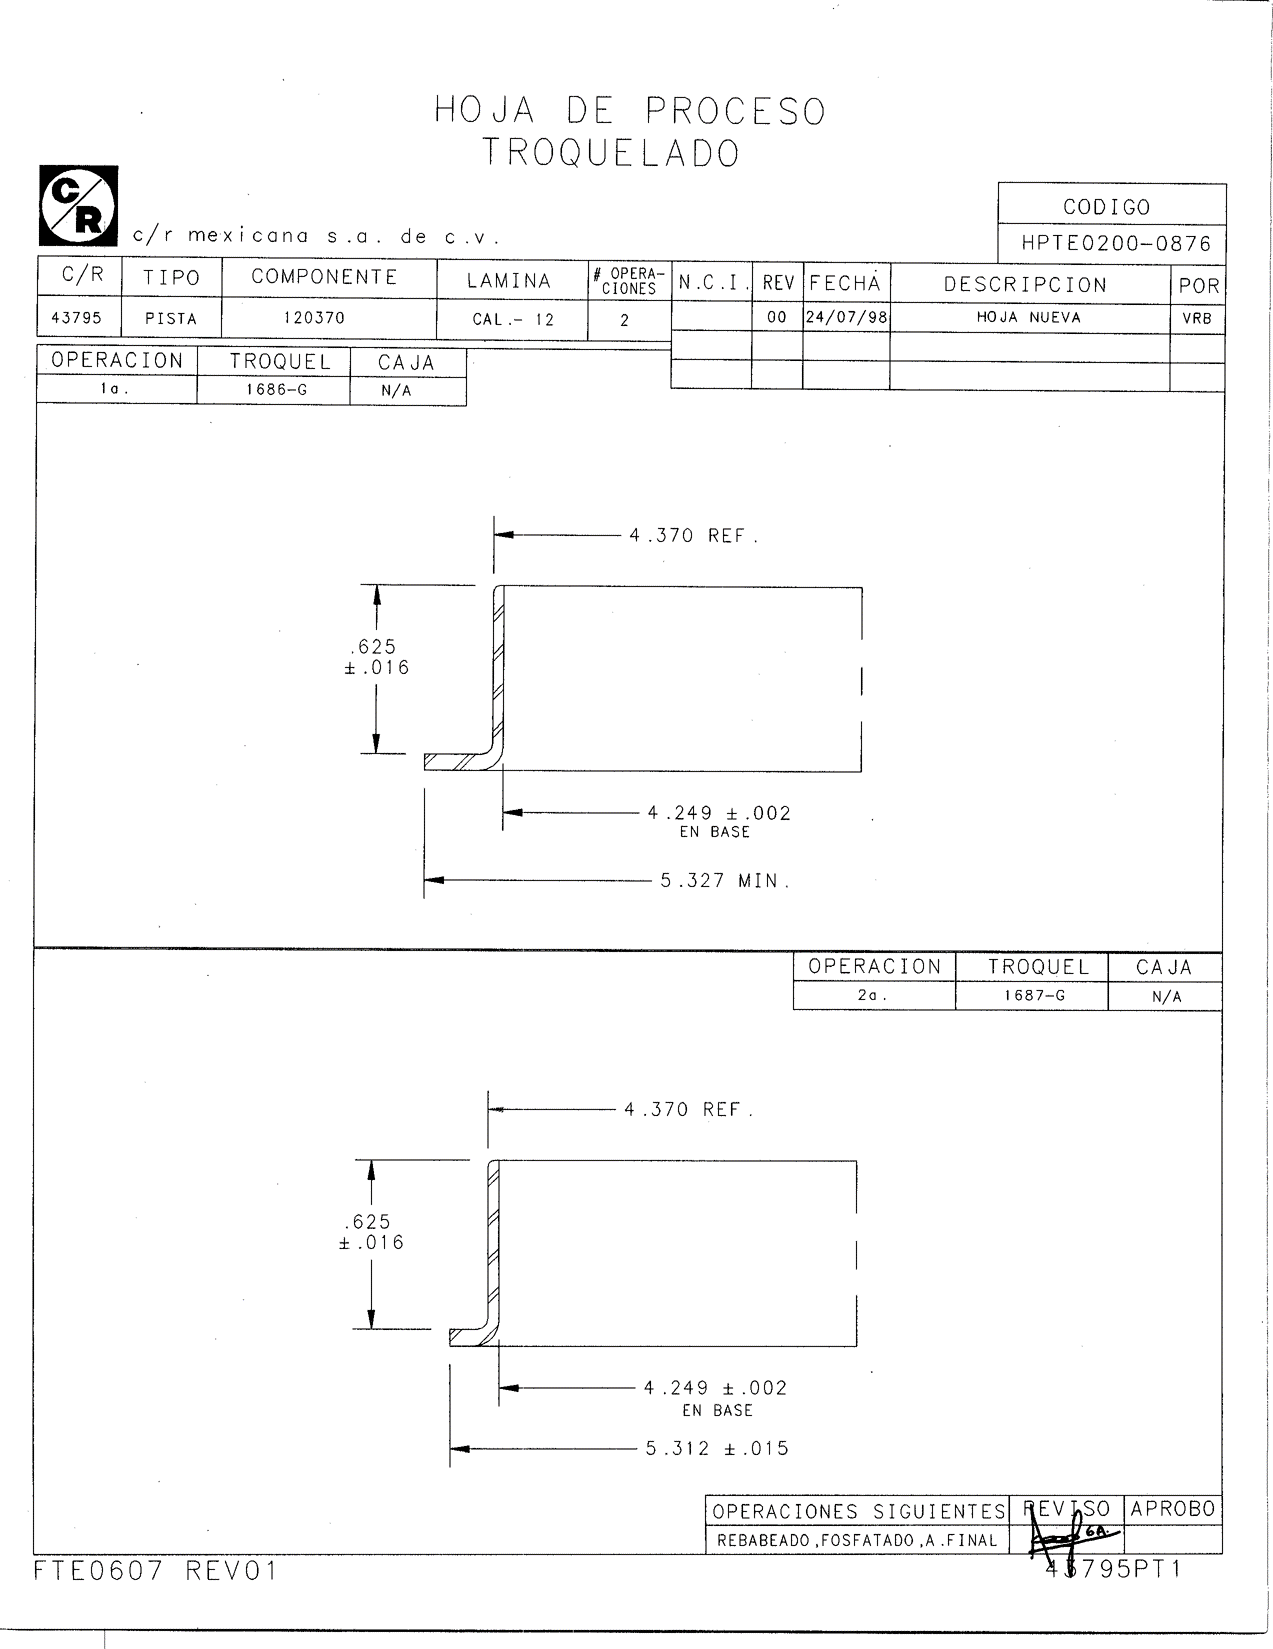 HOJA DE PROCESO
TROQUELADO
C/R
c/r mexicana s.a. de c.v.
CODIGO
HPTE0200-0876
C/R TIPO COMPONENTE LAMINA # OPERA-CIONES N.C.I. REV FECHA DESCRIPCION POR
43795 PISTA 120370 CAL.- 12 2 00 24/07/98 HOJA NUEVA VRB
OPERACION TROQUEL CAJA
1a. 1686-G N/A
4.370 REF.
.625
±.016
4.249 ±.002
EN BASE
5.327 MIN.
OPERACION TROQUEL CAJA
2a. 1687-G N/A
4.370 REF.
.625
±.016
4.249 ±.002
EN BASE
5.312 ±.015
OPERACIONES SIGUIENTES REVISO APROBO
REBABEADO,FOSFATADO,A.FINAL
FTE0607 REV01
43795PT1